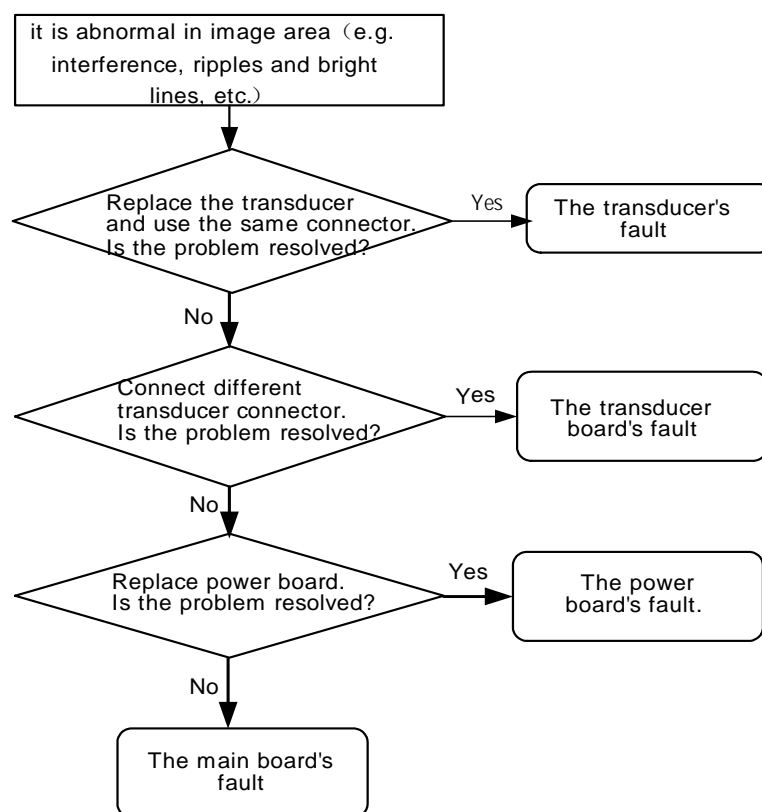 it is abnormal in image area（e.g.
interference, ripples and bright
lines, etc.）
Replace the transducer
and use the same connector.
Is the problem resolved?
Yes
The transducer's
fault
No
Connect different
transducer connector.
Is the problem resolved?
Yes
The transducer
board's fault
No
Replace power board.
Is the problem resolved?
Yes
The power
board's fault.
No
The main board's
fault